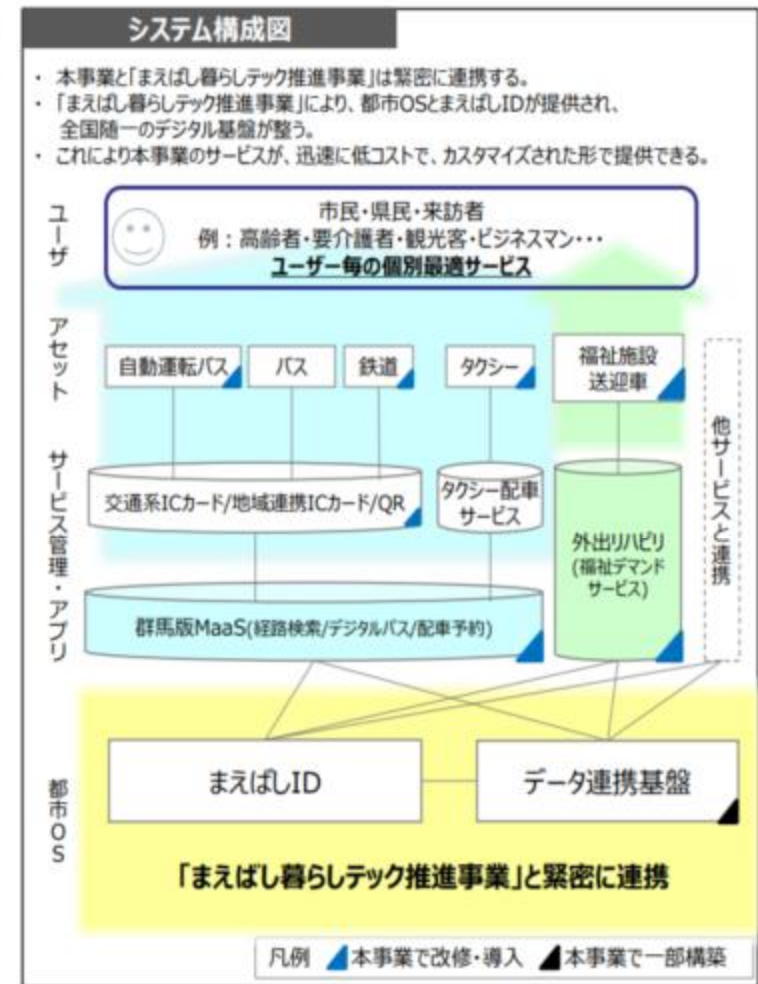 システム構成図
・ 本事業と「まえばし暮らしテック推進事業」は緊密に連携する。
・ 「まえばし暮らしテック推進事業」により、都市OSとまえばしIDが提供され、
全国随一のデジタル基盤が整う。
・ これにより本事業のサービスが、迅速に低コストで、カスタマイズされた形で提供できる。
ユーザ
市民・県民・来訪者
例：高齢者・要介護者・観光客・ビジネスマン・・・
ユーザー毎の個別最適サービス
アセット
自動運転バス
バス
鉄道
タクシー
福祉施設
送迎車
他サービスと連携
サービス管理・アプリ
交通系ICカード/地域連携ICカード/QR
タクシー配車
サービス
外出リハビリ
(福祉デマンド
サービス)
群馬版MaaS(経路検索/デジタルパス/配車予約)
都市OS
まえばしID
データ連携基盤
「まえばし暮らしテック推進事業」と緊密に連携
凡例 本事業で改修・導入 本事業で一部構築